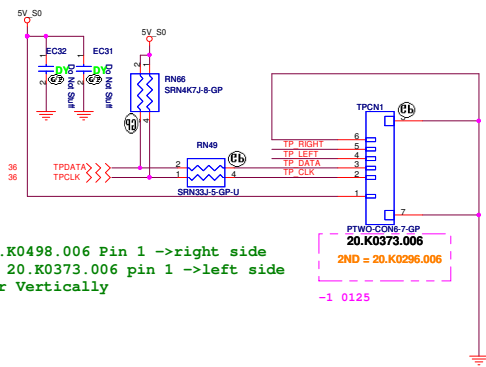 5V_S0
5V_S0
EC32
EC31
DY
DY
Do Not Stuff
Do Not Stuff
2
1
RN66
SRN4K7J-8-GP
4
TPCN1
RN49
6
TP_RIGHT
5
TP_LEFT
4
36
TPDATA
2
3
TP_DATA
3
36
TPCLK
1
4
TP_CLK
2
SRN33J-5-GP-U
1
7
PTWO-CON6-7-GP
20.K0373.006
.K0498.006 Pin 1 ->right side
2ND = 20.K0296.006
20.K0373.006 pin 1 ->left side
r Vertically
-1 0125